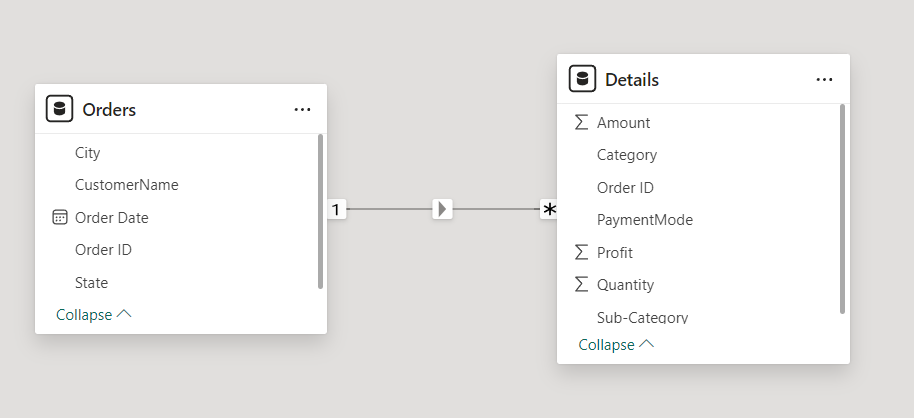 Orders
...
City
CustomerName
Order Date
Order ID
State
Collapse
1
*
Details
...
Σ Amount
Category
Order ID
PaymentMode
Σ Profit
Σ Quantity
Sub-Category
Collapse